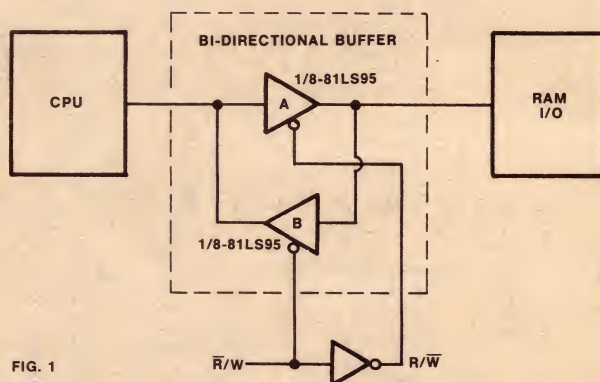 BI-DIRECTIONAL BUFFER
1/8-81LS95
CPU
A
RAM
I/O
B
1/8-81LS95
R̅/W
R/W̅
FIG. 1